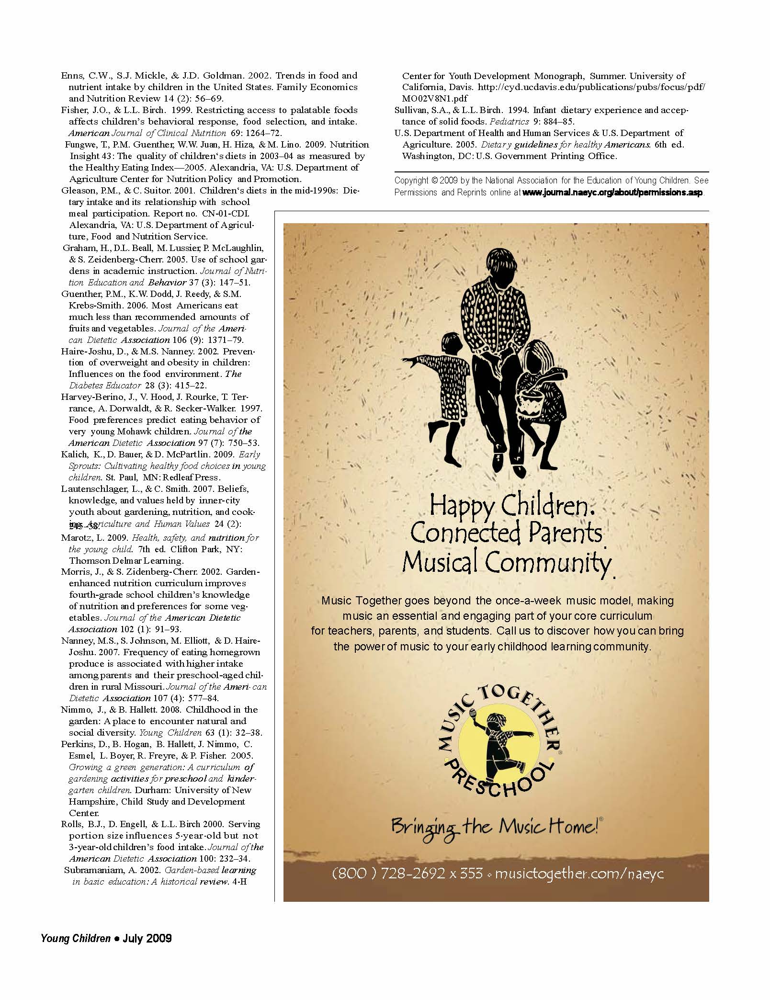 Enns, C.W., S.J. Mickle, & J.D. Goldman. 2002. Trends in food and
nutrient intake by children in the United States. Family Economics
and Nutrition Review 14 (2): 56–69.
Fisher, J.O., & L.L. Birch. 1999. Restricting access to palatable foods
affects children’s behavioral response, food selection, and intake.
American Journal of Clinical Nutrition 69: 1264–72.
Fungwe, T., P.M. Guenther, W.W. Juan, H. Hiza, & M. Lino. 2009. Nutrition
Insight 43: The quality of children‘s diets in 2003–04 as measured by
the Healthy Eating Index—2005. Alexandria, VA: U.S. Department of
Agriculture Center for Nutrition Policy and Promotion.
Gleason, P.M., & C. Suitor. 2001. Children‘s diets in the mid-1990s: Die-
tary intake and its relationship with school
meal participation. Report no. CN-01-CDI.
Alexandria, VA: U.S. Department of Agricul-
ture, Food and Nutrition Service.
Graham, H., D.L. Beall, M. Lussier, P. McLaughlin,
& S. Zeidenberg-Cherr. 2005. Use of school gar-
dens in academic instruction. Journal of Nutri-
tion Education and Behavior 37 (3): 147–51.
Guenther, P.M., K.W. Dodd, J. Reedy, & S.M.
Krebs-Smith. 2006. Most Americans eat
much less than recommended amounts of
fruits and vegetables. Journal of the Ameri-
can Dietetic Association 106 (9): 1371–79.
Haire-Joshu, D., & M.S. Nanney. 2002. Preven-
tion of overweight and obesity in children:
Influences on the food environment. The
Diabetes Educator 28 (3): 415–22.
Harvey-Berino, J., V. Hood, J. Rourke, T. Ter-
rance, A. Dorwaldt, & R. Secker-Walker. 1997.
Food preferences predict eating behavior of
very young Mohawk children. Journal of the
American Dietetic Association 97 (7): 750–53.
Kalich, K., D. Bauer, & D. McPartlin. 2009. Early
Sprouts: Cultivating healthy food choices in young
children. St. Paul, MN: Redleaf Press.
Lautenschlager, L., & C. Smith. 2007. Beliefs,
knowledge, and values held by inner-city
youth about gardening, nutrition, and cook-
ing. Agriculture and Human Values 24 (2):
245–58.
Marotz, L. 2009. Health, safety, and nutrition for
the young child. 7th ed. Clifton Park, NY:
Thomson Delmar Learning.
Morris, J., & S. Zidenberg-Cherr. 2002. Garden-
enhanced nutrition curriculum improves
fourth-grade school children’s knowledge
of nutrition and preferences for some veg-
etables. Journal of the American Dietetic
Association 102 (1): 91–93.
Nanney, M.S., S. Johnson, M. Elliott, & D. Haire-
Joshu. 2007. Frequency of eating homegrown
produce is associated with higher intake
among parents and their preschool-aged chil-
dren in rural Missouri. Journal of the Ameri-can
Dietetic Association 107 (4): 577–84.
Nimmo, J., & B. Hallett. 2008. Childhood in the
garden: A place to encounter natural and
social diversity. Young Children 63 (1): 32–38.
Perkins, D., B. Hogan, B. Hallett, J. Nimmo, C.
Esmel, L. Boyer, R. Freyre, & P. Fisher. 2005.
Growing a green generation: A curriculum of
gardening activities for preschool and kinder-
garten children. Durham: University of New
Hampshire, Child Study and Development
Center.
Rolls, B.J., D. Engell, & L.L. Birch 2000. Serving
portion size influences 5-year-old but not
3-year-old children’s food intake. Journal of the
American Dietetic Association 100: 232–34.
Subramaniam, A. 2002. Garden-based learning
in basic education: A historical review. 4-H
Center for Youth Development Monograph, Summer. University of
California, Davis. http://cyd.ucdavis.edu/publications/pubs/focus/pdf/
MO02V8N1.pdf
Sullivan, S.A., & L.L. Birch. 1994. Infant dietary experience and accep-
tance of solid foods. Pediatrics 9: 884–85.
U.S. Department of Health and Human Services & U.S. Department of
Agriculture. 2005. Dietary guidelines for healthy Americans. 6th ed.
Washington, DC: U.S. Government Printing Office.
Copyright © 2009 by the National Association for the Education of Young Children. See
Permissions and Reprints online at www.journal.naeyc.org/about/permissions.asp.
Happy Children.
Connected Parents.
Musical Community.
Music Together goes beyond the once-a-week music model, making
music an essential and engaging part of your core curriculum
for teachers, parents, and students. Call us to discover how you can bring
the power of music to your early childhood learning community.
MUSIC TOGETHER®
PRESCHOOL
Bringing the Music Home!®
(800 ) 728-2692 x 353 ⋄ musictogether.com/naeyc
Young Children • July 2009